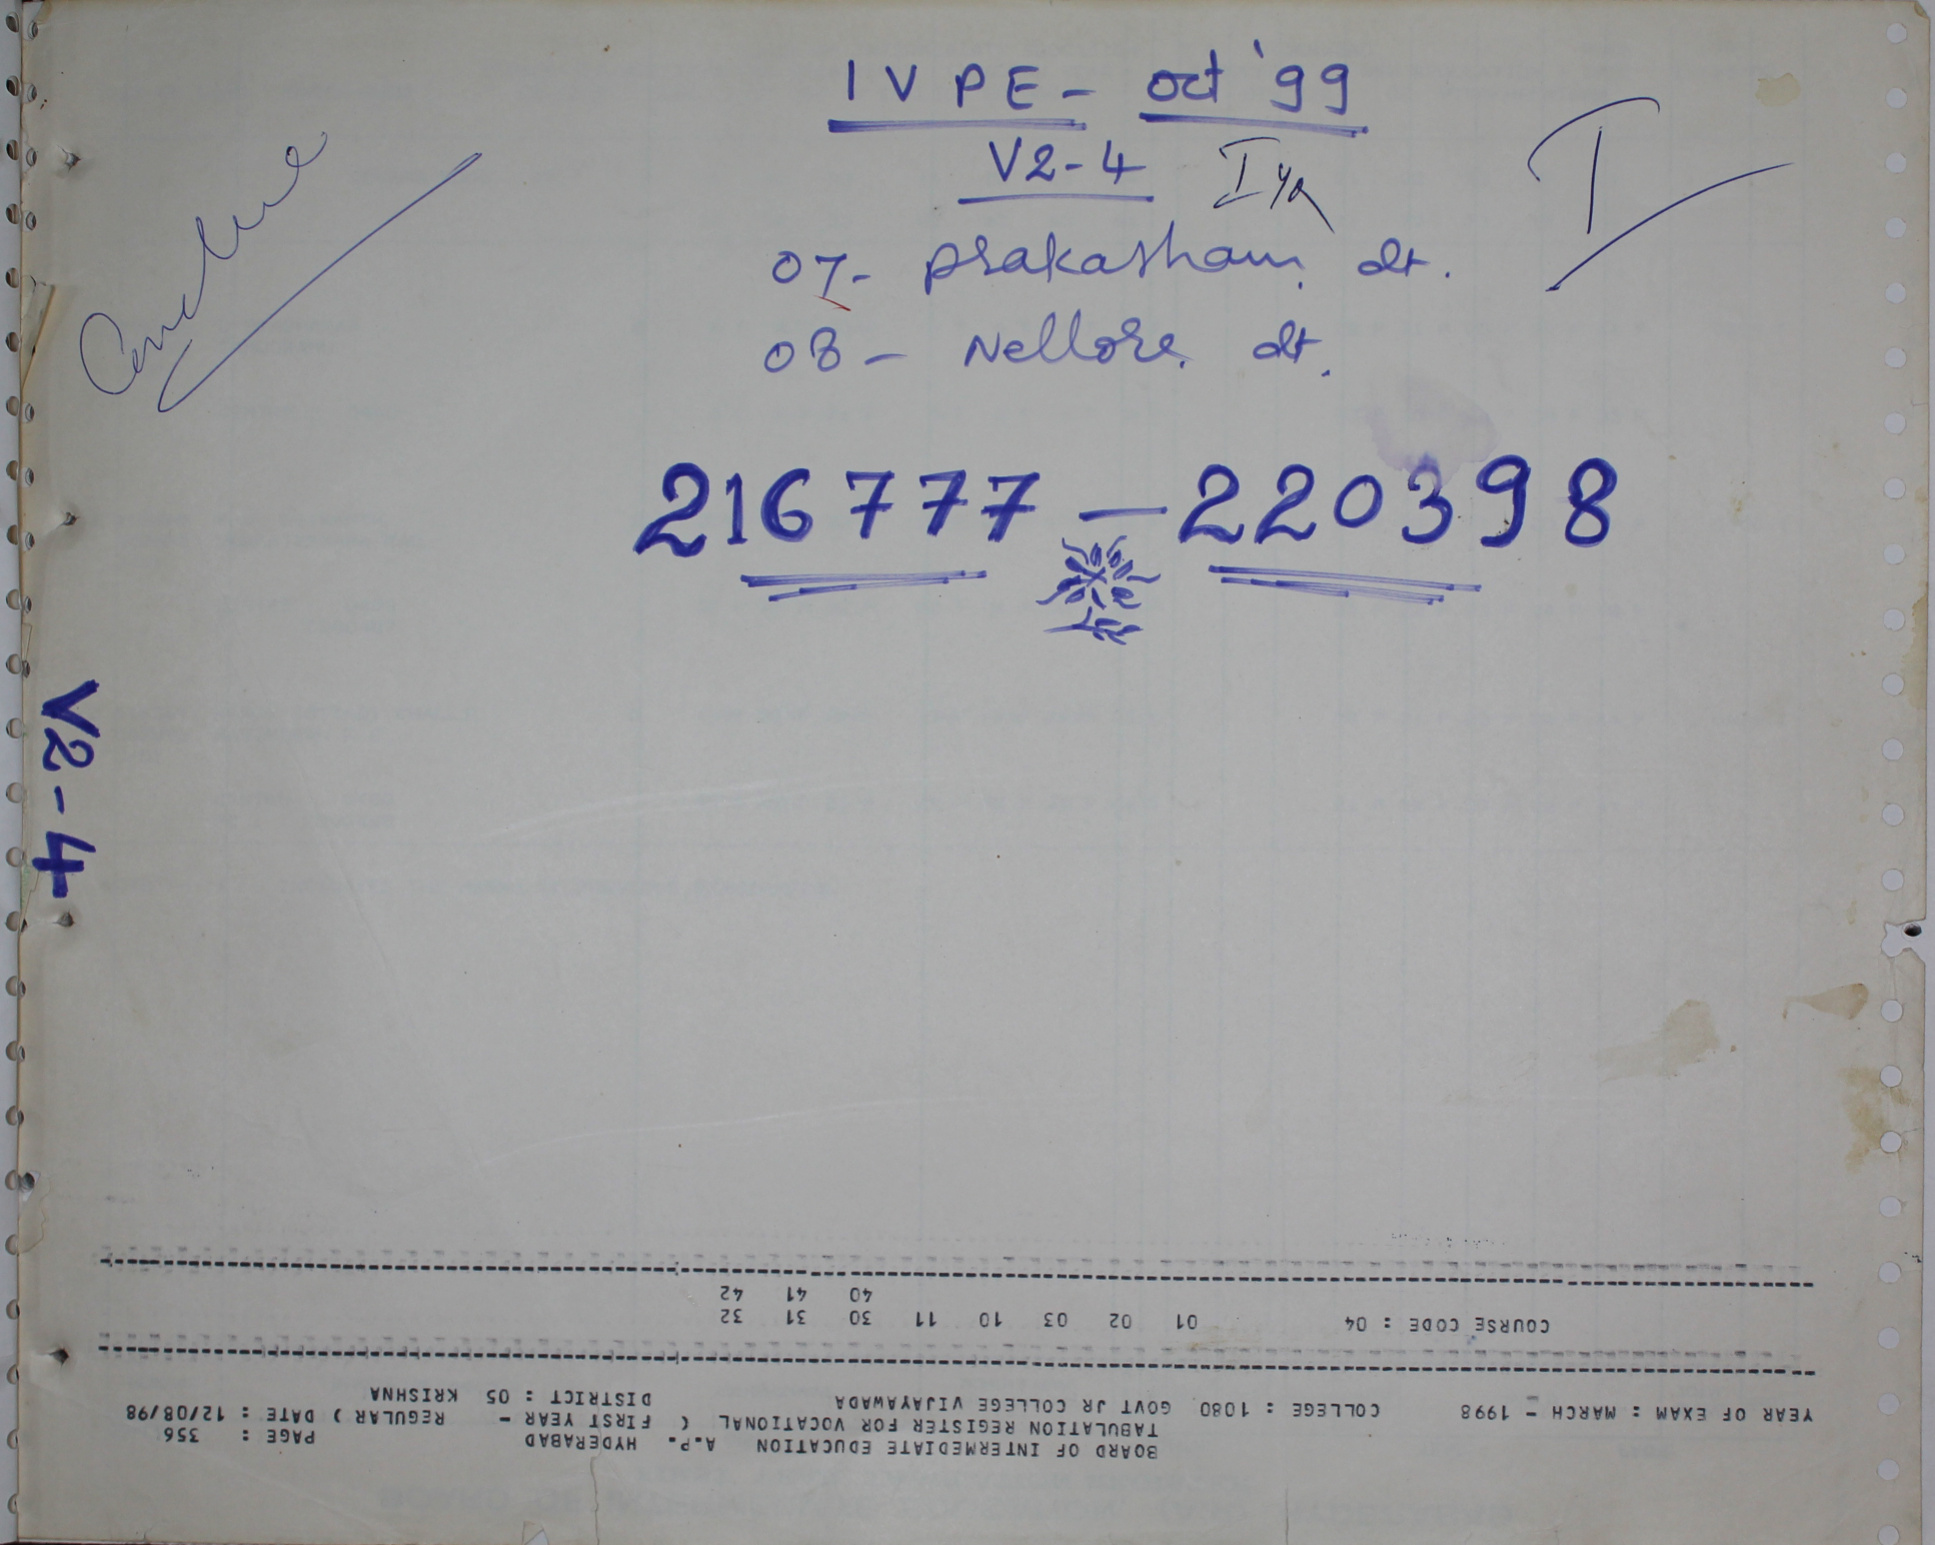 IVPE - oct '99
V2-4 I yr
I
07- prakasham dt.
08 - Nellore dt.
216777 - 220398
V2-4
BOARD OF INTERMEDIATE EDUCATION A.P. HYDERABAD PAGE : 356
TABULATION REGISTER FOR VOCATIONAL ( FIRST YEAR - REGULAR ) DATE : 12/08/98
YEAR OF EXAM : MARCH - 1998 COLLEGE : 1080 GOVT JR COLLEGE VIJAYAWADA DISTRICT : 05 KRISHNA
COURSE CODE : 04 01 02 03 10 11 30 31 32
40 41 42